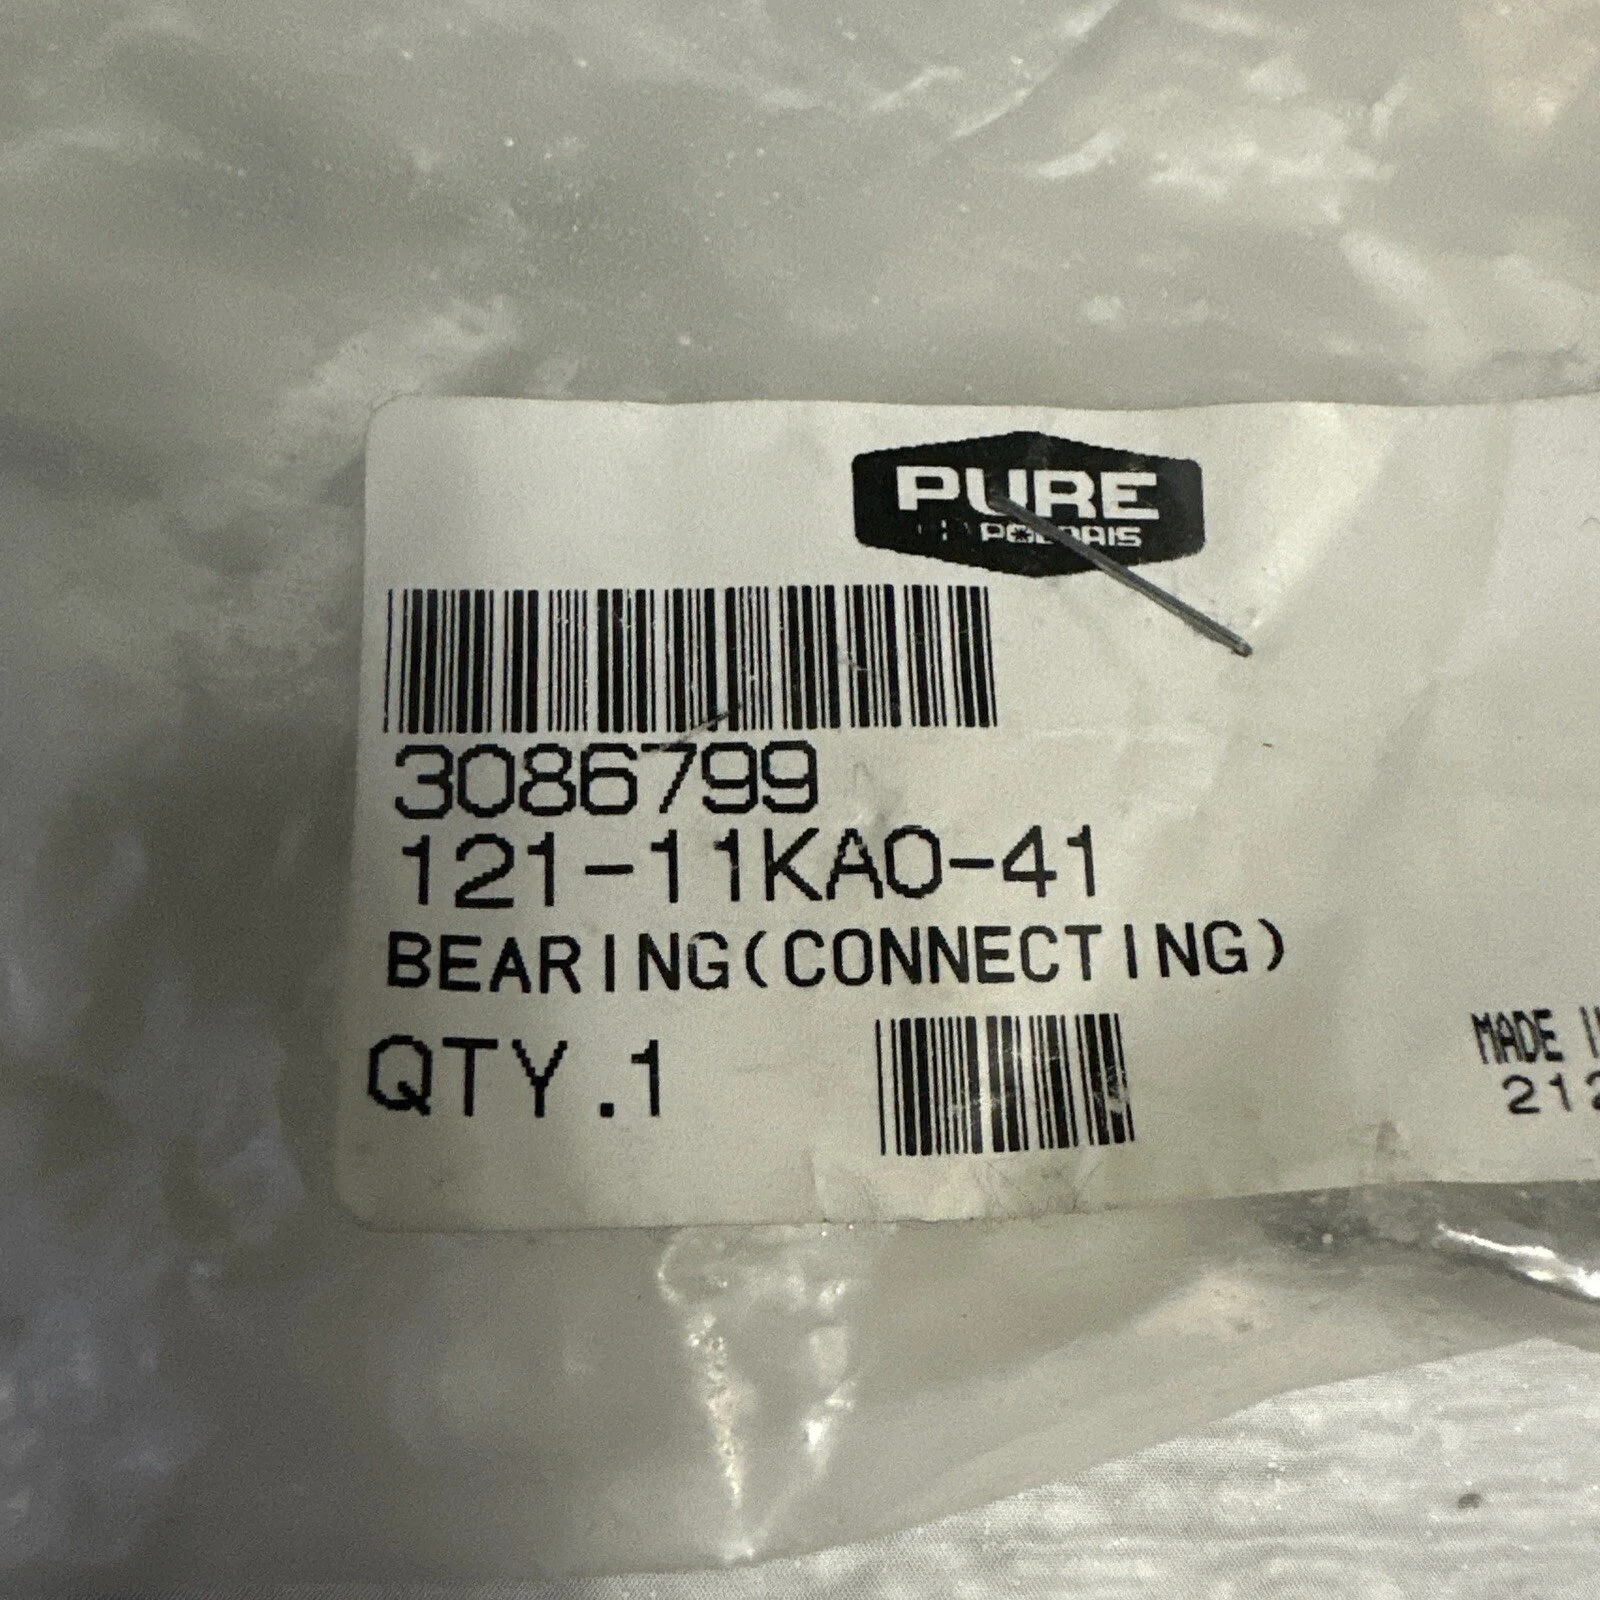 PURE
POLARIS
3086799
121-11KA0-41
BEARING(CONNECTING)
QTY.1
MADE
212